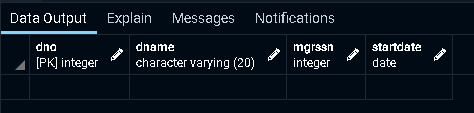 Data Output Explain Messages Notifications
dno dname mgrssn startdate
[PK] integer character varying (20) integer date